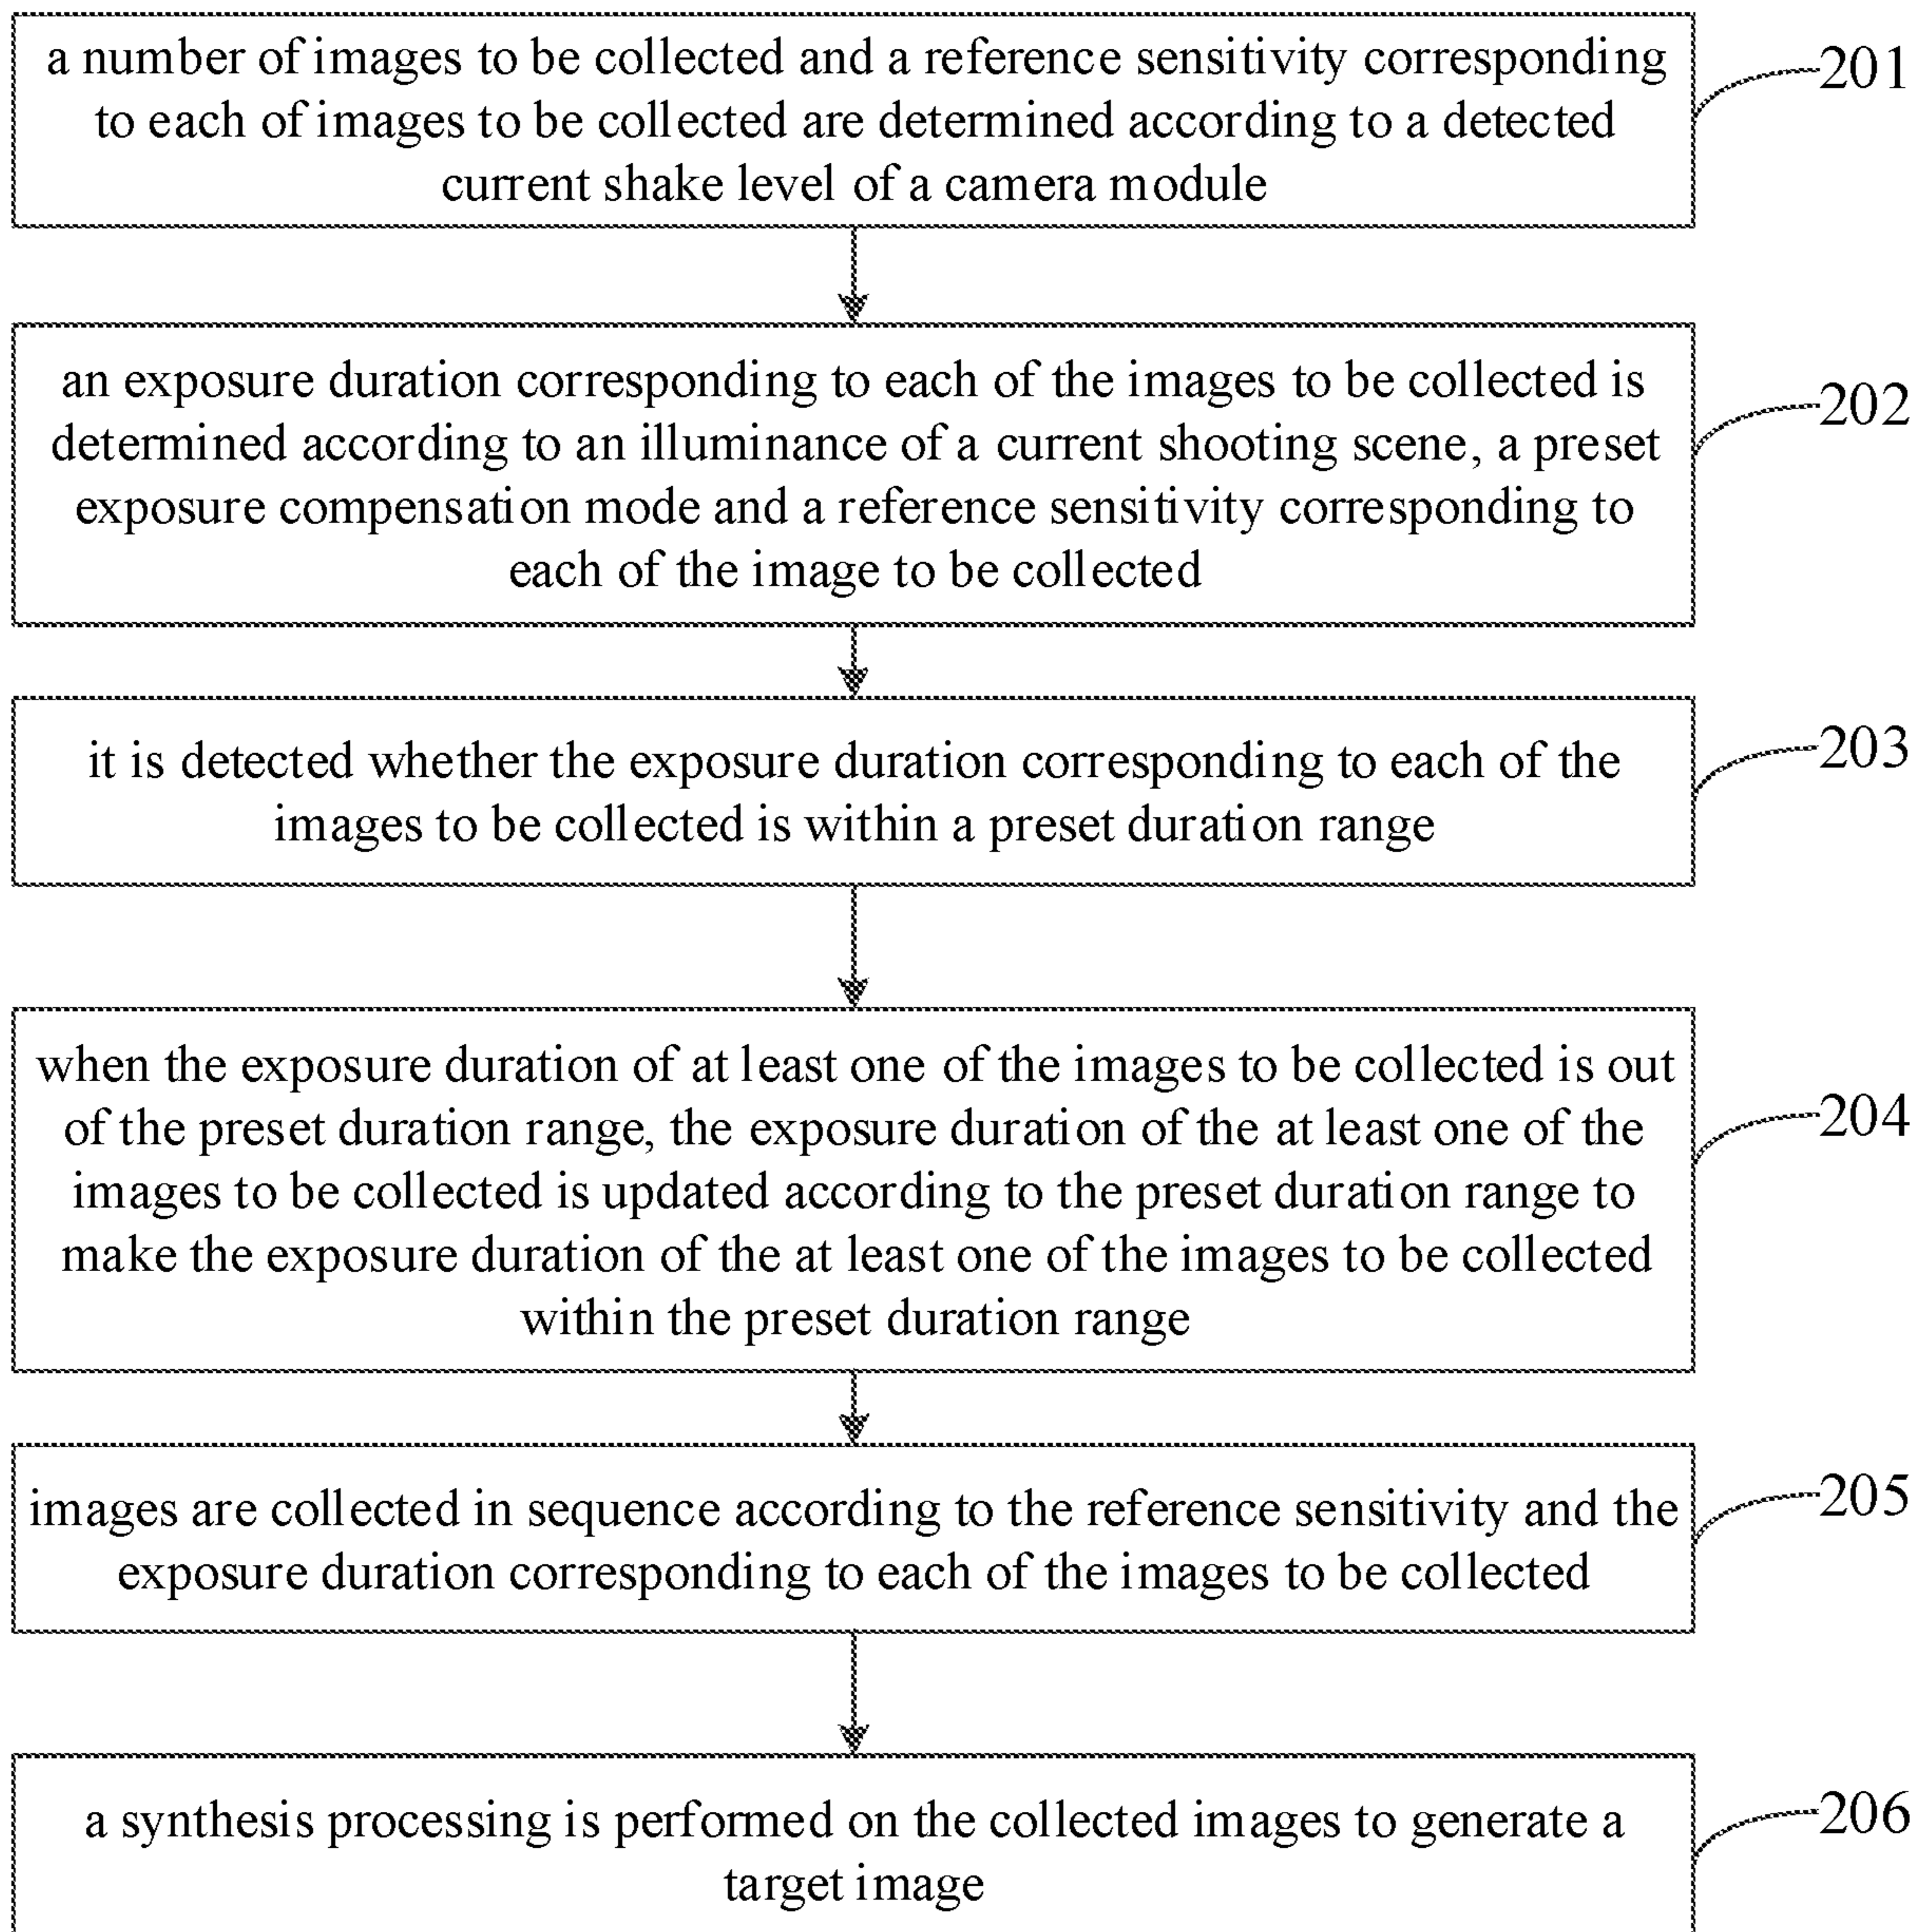 a number of images to be collected and a reference sensitivity corresponding
to each of images to be collected are determined according to a detected
current shake level of a camera module
201
an exposure duration corresponding to each of the images to be collected is
determined according to an illuminance of a current shooting scene, a preset
exposure compensation mode and a reference sensitivity corresponding to
each of the image to be collected
202
it is detected whether the exposure duration corresponding to each of the
images to be collected is within a preset duration range
203
when the exposure duration of at least one of the images to be collected is out
of the preset duration range, the exposure duration of the at least one of the
images to be collected is updated according to the preset duration range to
make the exposure duration of the at least one of the images to be collected
within the preset duration range
204
images are collected in sequence according to the reference sensitivity and the
exposure duration corresponding to each of the images to be collected
205
a synthesis processing is performed on the collected images to generate a
target image
206